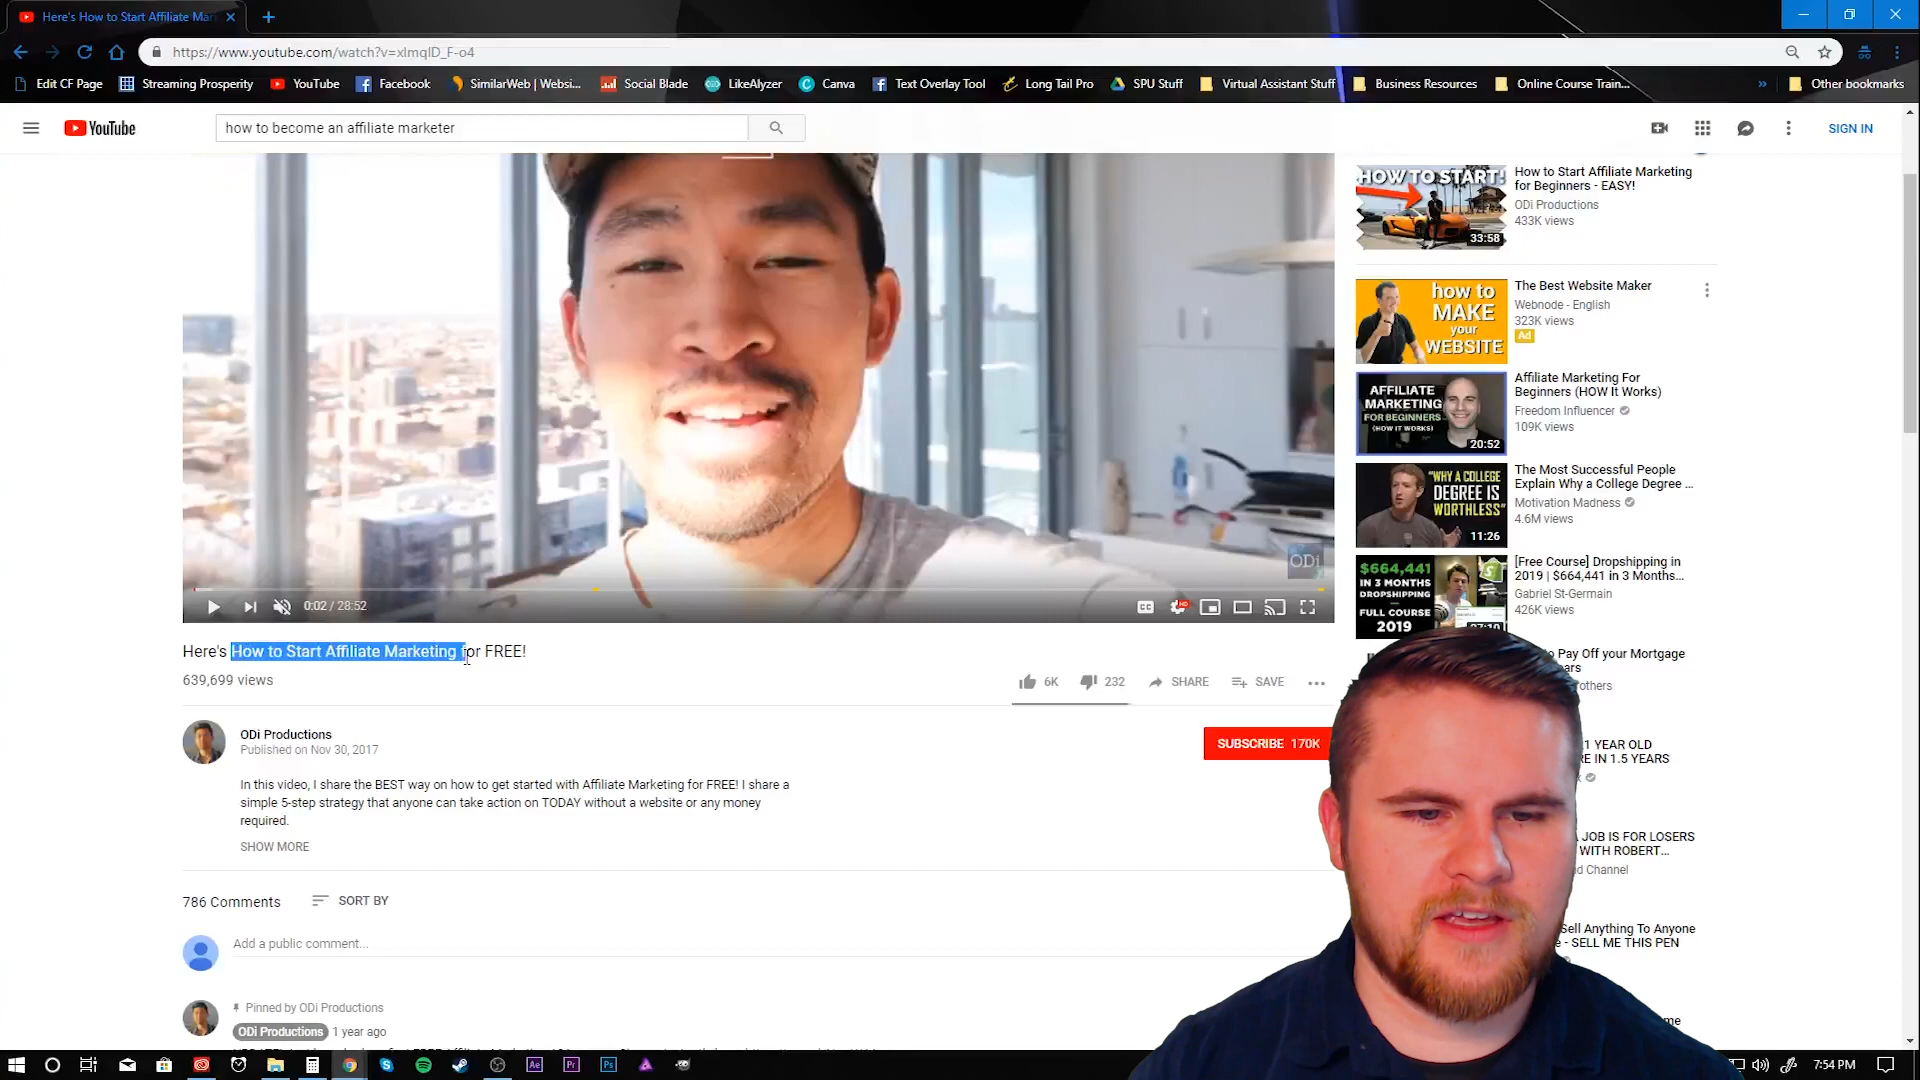 Here's How to Start Affiliate Mar
https://www.youtube.com/watch?v=xImqID_F-o4
Edit CF Page Streaming Prosperity YouTube Facebook SimilarWeb | Websi... Social Blade LikeAlyzer Canva Text Overlay Tool Long Tail Pro SPU Stuff Virtual Assistant Stuff Business Resources Online Course Train... » Other bookmarks
YouTube how to become an affiliate marketer SIGN IN
ODi
0:02 / 28:52 CC HD
Here's How to Start Affiliate Marketing for FREE!
639,699 views
6K 232 SHARE SAVE
ODi Productions
Published on Nov 30, 2017
SUBSCRIBE 170K
In this video, I share the BEST way on how to get started with Affiliate Marketing for FREE! I share a
simple 5-step strategy that anyone can take action on TODAY without a website or any money
required.
SHOW MORE
786 Comments SORT BY
Add a public comment...
Pinned by ODi Productions
ODi Productions 1 year ago
HOW TO START!
33:58
How to Start Affiliate Marketing
for Beginners - EASY!
ODi Productions
433K views
how to
MAKE
your
WEBSITE
The Best Website Maker
Webnode - English
323K views
Ad
AFFILIATE
MARKETING
FOR BEGINNERS
(HOW IT WORKS)
20:52
Affiliate Marketing For
Beginners (HOW It Works)
Freedom Influencer
109K views
"WHY A COLLEGE
DEGREE IS
WORTHLESS"
11:26
The Most Successful People
Explain Why a College Degree ...
Motivation Madness
4.6M views
$664,441
IN 3 MONTHS
DROPSHIPPING
FULL COURSE
2019
[Free Course] Dropshipping in
2019 | $664,441 in 3 Months...
Gabriel St-Germain
426K views
to Pay Off your Mortgage
1 YEAR OLD
IN 1.5 YEARS
JOB IS FOR LOSERS
WITH ROBERT...
Channel
Sell Anything To Anyone
- SELL ME THIS PEN
Ae Pr Ps
7:54 PM